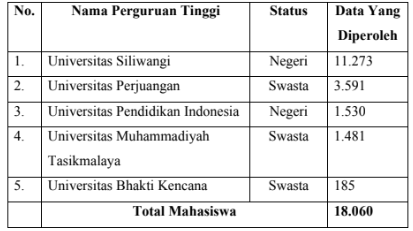 No. Nama Perguruan Tinggi Status Data Yang
Diperoleh
1. Universitas Siliwangi Negeri 11.273
2. Universitas Perjuangan Swasta 3.591
3. Universitas Pendidikan Indonesia Negeri 1.530
4. Universitas Muhammadiyah Swasta 1.481
Tasikmalaya
5. Universitas Bhakti Kencana Swasta 185
Total Mahasiswa 18.060